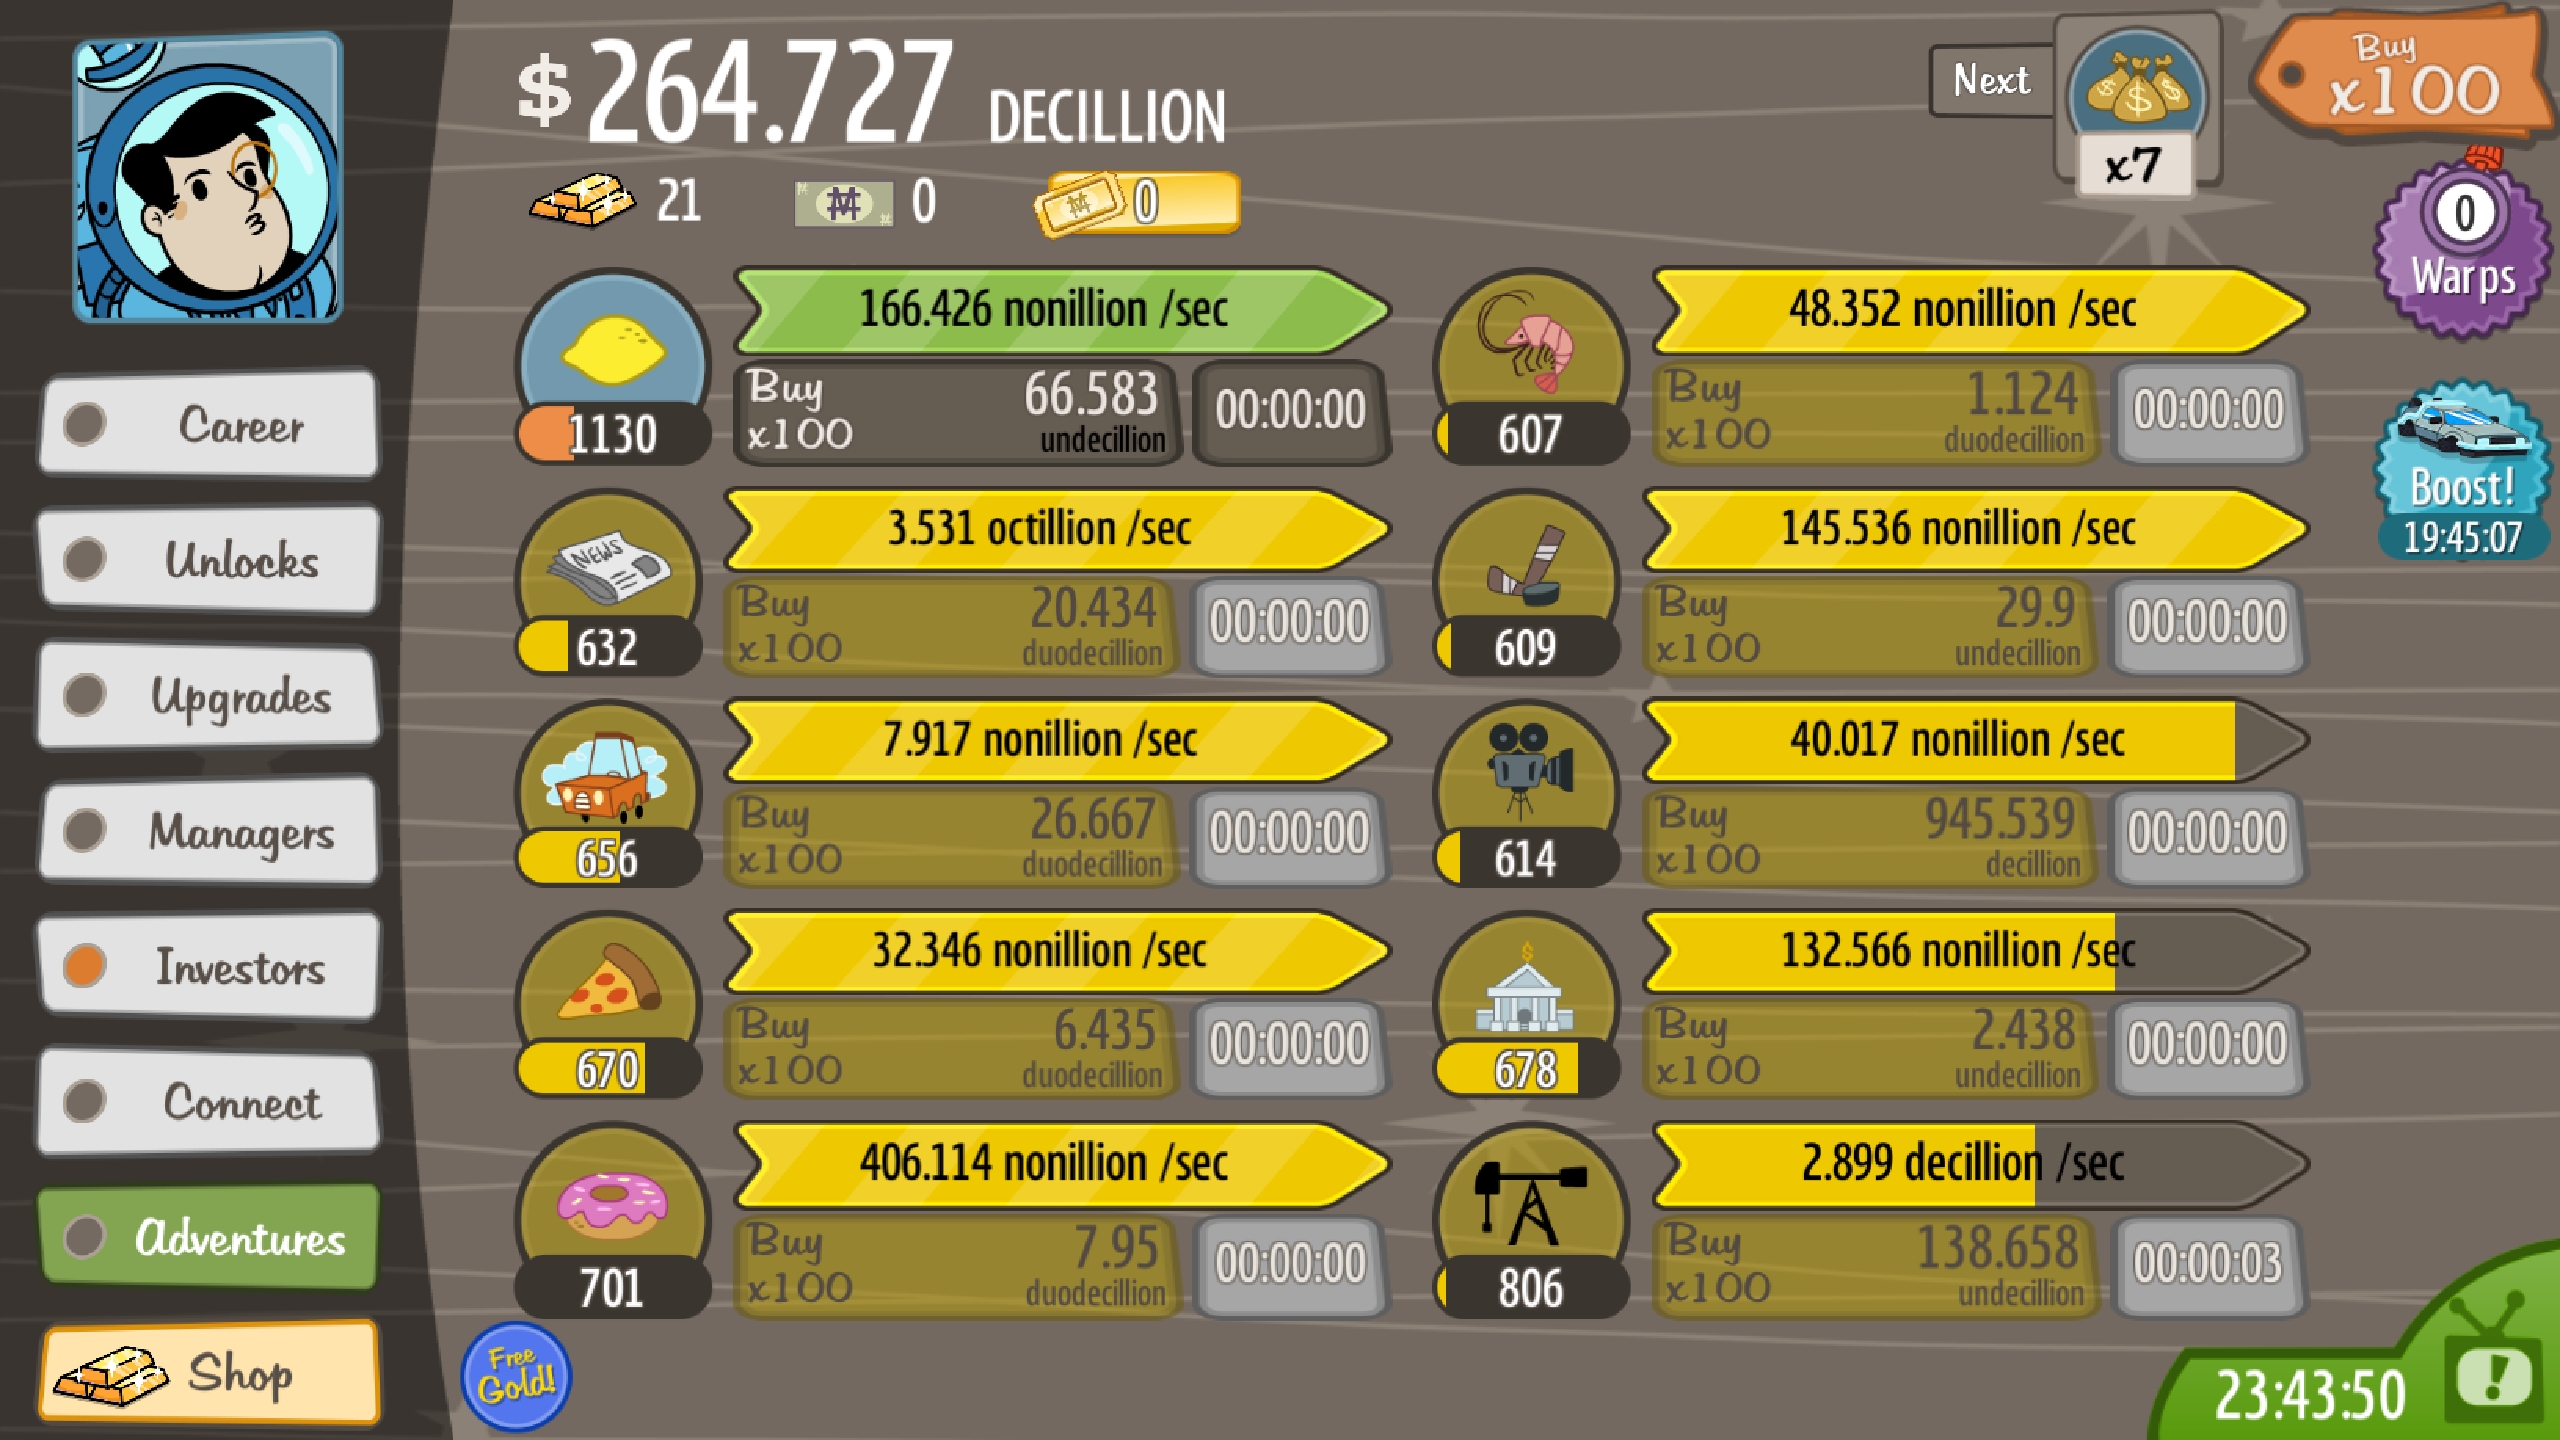 $264.727 DECILLION
21
0
0
Next
x7
Buy
x100
0
Warps
Boost!
19:45:07
Career
Unlocks
Upgrades
Managers
Investors
Connect
Adventures
Shop
166.426 nonillion /sec
1130
Buy
x100
66.583
undecillion
00:00:00
NEWS
3.531 octillion /sec
632
Buy
x100
20.434
duodecillion
00:00:00
7.917 nonillion /sec
656
Buy
x100
26.667
duodecillion
00:00:00
32.346 nonillion /sec
670
Buy
x100
6.435
duodecillion
00:00:00
406.114 nonillion /sec
701
Buy
x100
7.95
duodecillion
00:00:00
48.352 nonillion /sec
607
Buy
x100
1.124
duodecillion
00:00:00
145.536 nonillion /sec
609
Buy
x100
29.9
undecillion
00:00:00
40.017 nonillion /sec
614
Buy
x100
945.539
decillion
00:00:00
132.566 nonillion /sec
678
Buy
x100
2.438
undecillion
00:00:00
2.899 decillion /sec
806
Buy
x100
138.658
undecillion
00:00:03
Free
Gold!
23:43:50